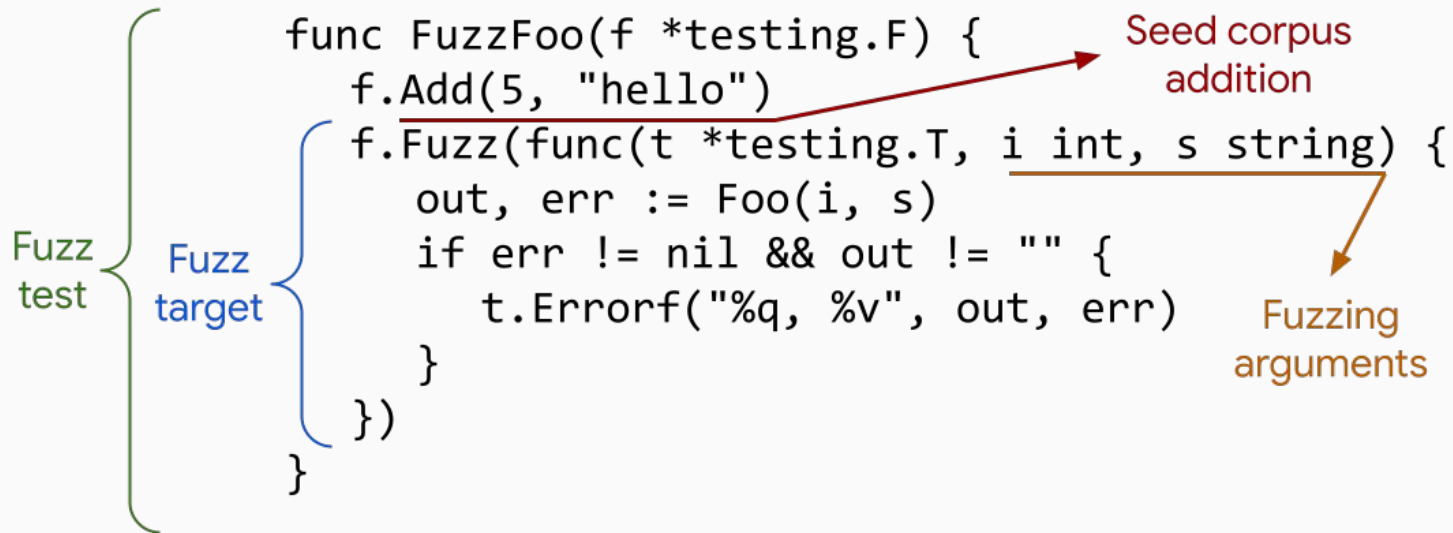 func FuzzFoo(f *testing.F) {
f.Add(5, "hello")
f.Fuzz(func(t *testing.T, i int, s string) {
out, err := Foo(i, s)
if err != nil && out != "" {
t.Errorf("%q, %v", out, err)
}
})
}
Seed corpus
addition
Fuzz
test
Fuzz
target
Fuzzing
arguments